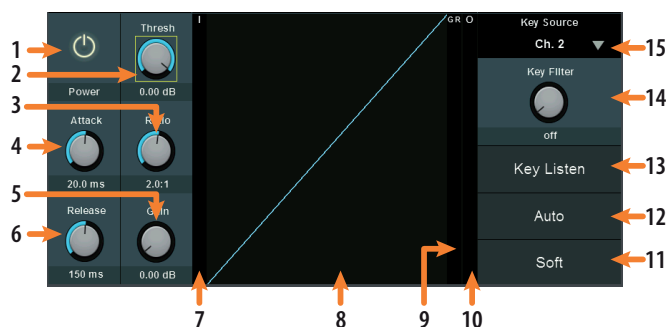 1
2
3
4
5
6
Power
Thresh
0.00 dB
Attack
20.0 ms
Ratio
2.0:1
Release
150 ms
Gain
0.00 dB
I
GR O
Key Source
Ch. 2
Key Filter
off
Key Listen
Auto
Soft
15
14
13
12
11
7
8
9
10